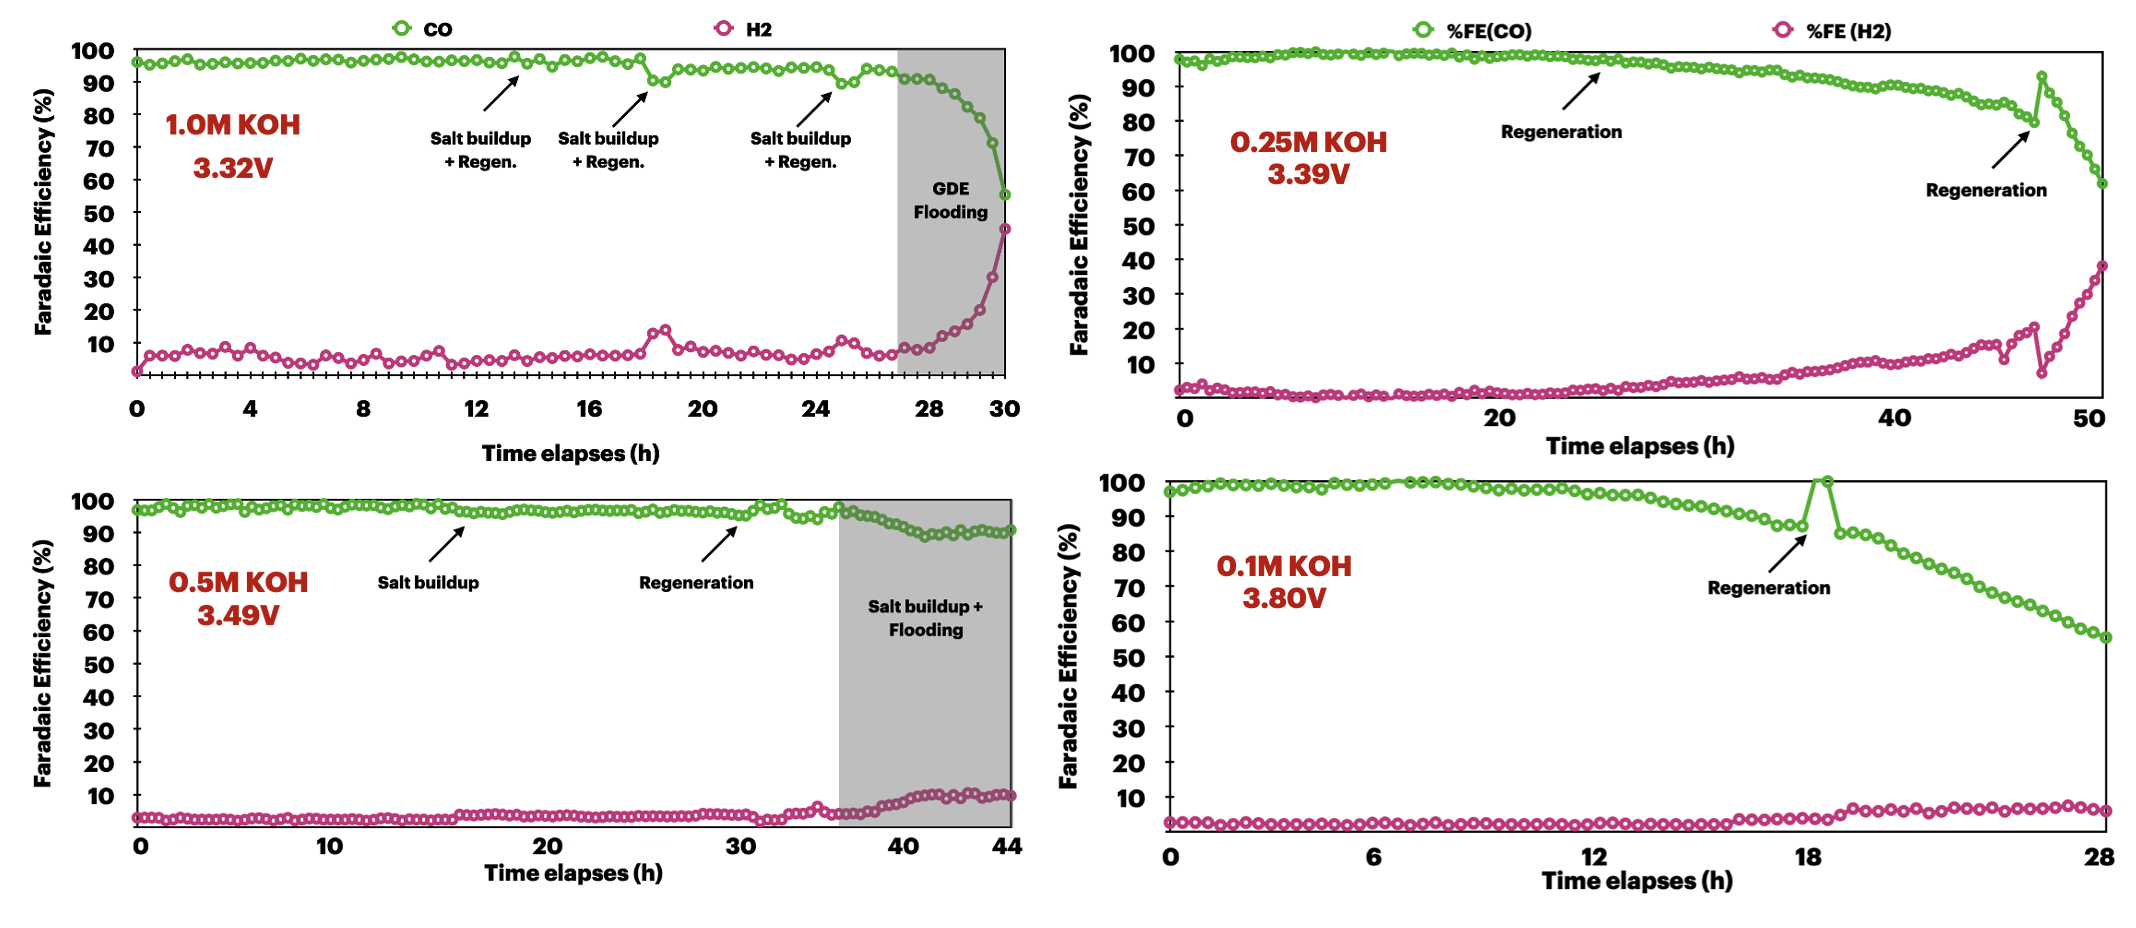 CO
H2
100
90
80
70
60
50
40
30
20
10
Faradaic Efficiency (%)
1.0M KOH
3.32V
Salt buildup
+ Regen.
Salt buildup
+ Regen.
Salt buildup
+ Regen.
GDE
Flooding
0 4 8 12 16 20 24 28 30
Time elapses (h)
%FE(CO)
%FE (H2)
100
90
80
70
60
50
40
30
20
10
Faradaic Efficiency (%)
0.25M KOH
3.39V
Regeneration
Regeneration
0 20 40 50
Time elapses (h)
100
90
80
70
60
50
40
30
20
10
Faradaic Efficiency (%)
0.5M KOH
3.49V
Salt buildup
Regeneration
Salt buildup +
Flooding
0 10 20 30 40 44
Time elapses (h)
100
90
80
70
60
50
40
30
20
10
Faradaic Efficiency (%)
0.1M KOH
3.80V
Regeneration
0 6 12 18 28
Time elapses (h)